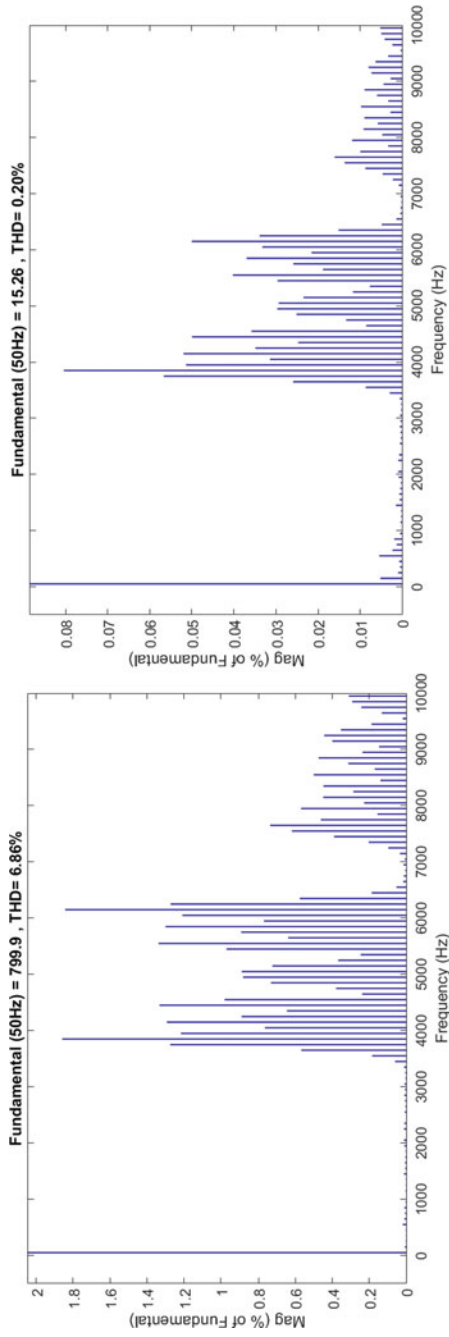 Fundamental (50Hz) = 799.9 , THD= 6.86%
Mag (% of Fundamental)
2
1.8
1.6
1.4
1.2
1
0.8
0.6
0.4
0.2
0
0 1000 2000 3000 4000 5000 6000 7000 8000 9000 10000
Frequency (Hz)
Fundamental (50Hz) = 15.26 , THD= 0.20%
Mag (% of Fundamental)
0.08
0.07
0.06
0.05
0.04
0.03
0.02
0.01
0
0 1000 2000 3000 4000 5000 6000 7000 8000 9000 10000
Frequency (Hz)